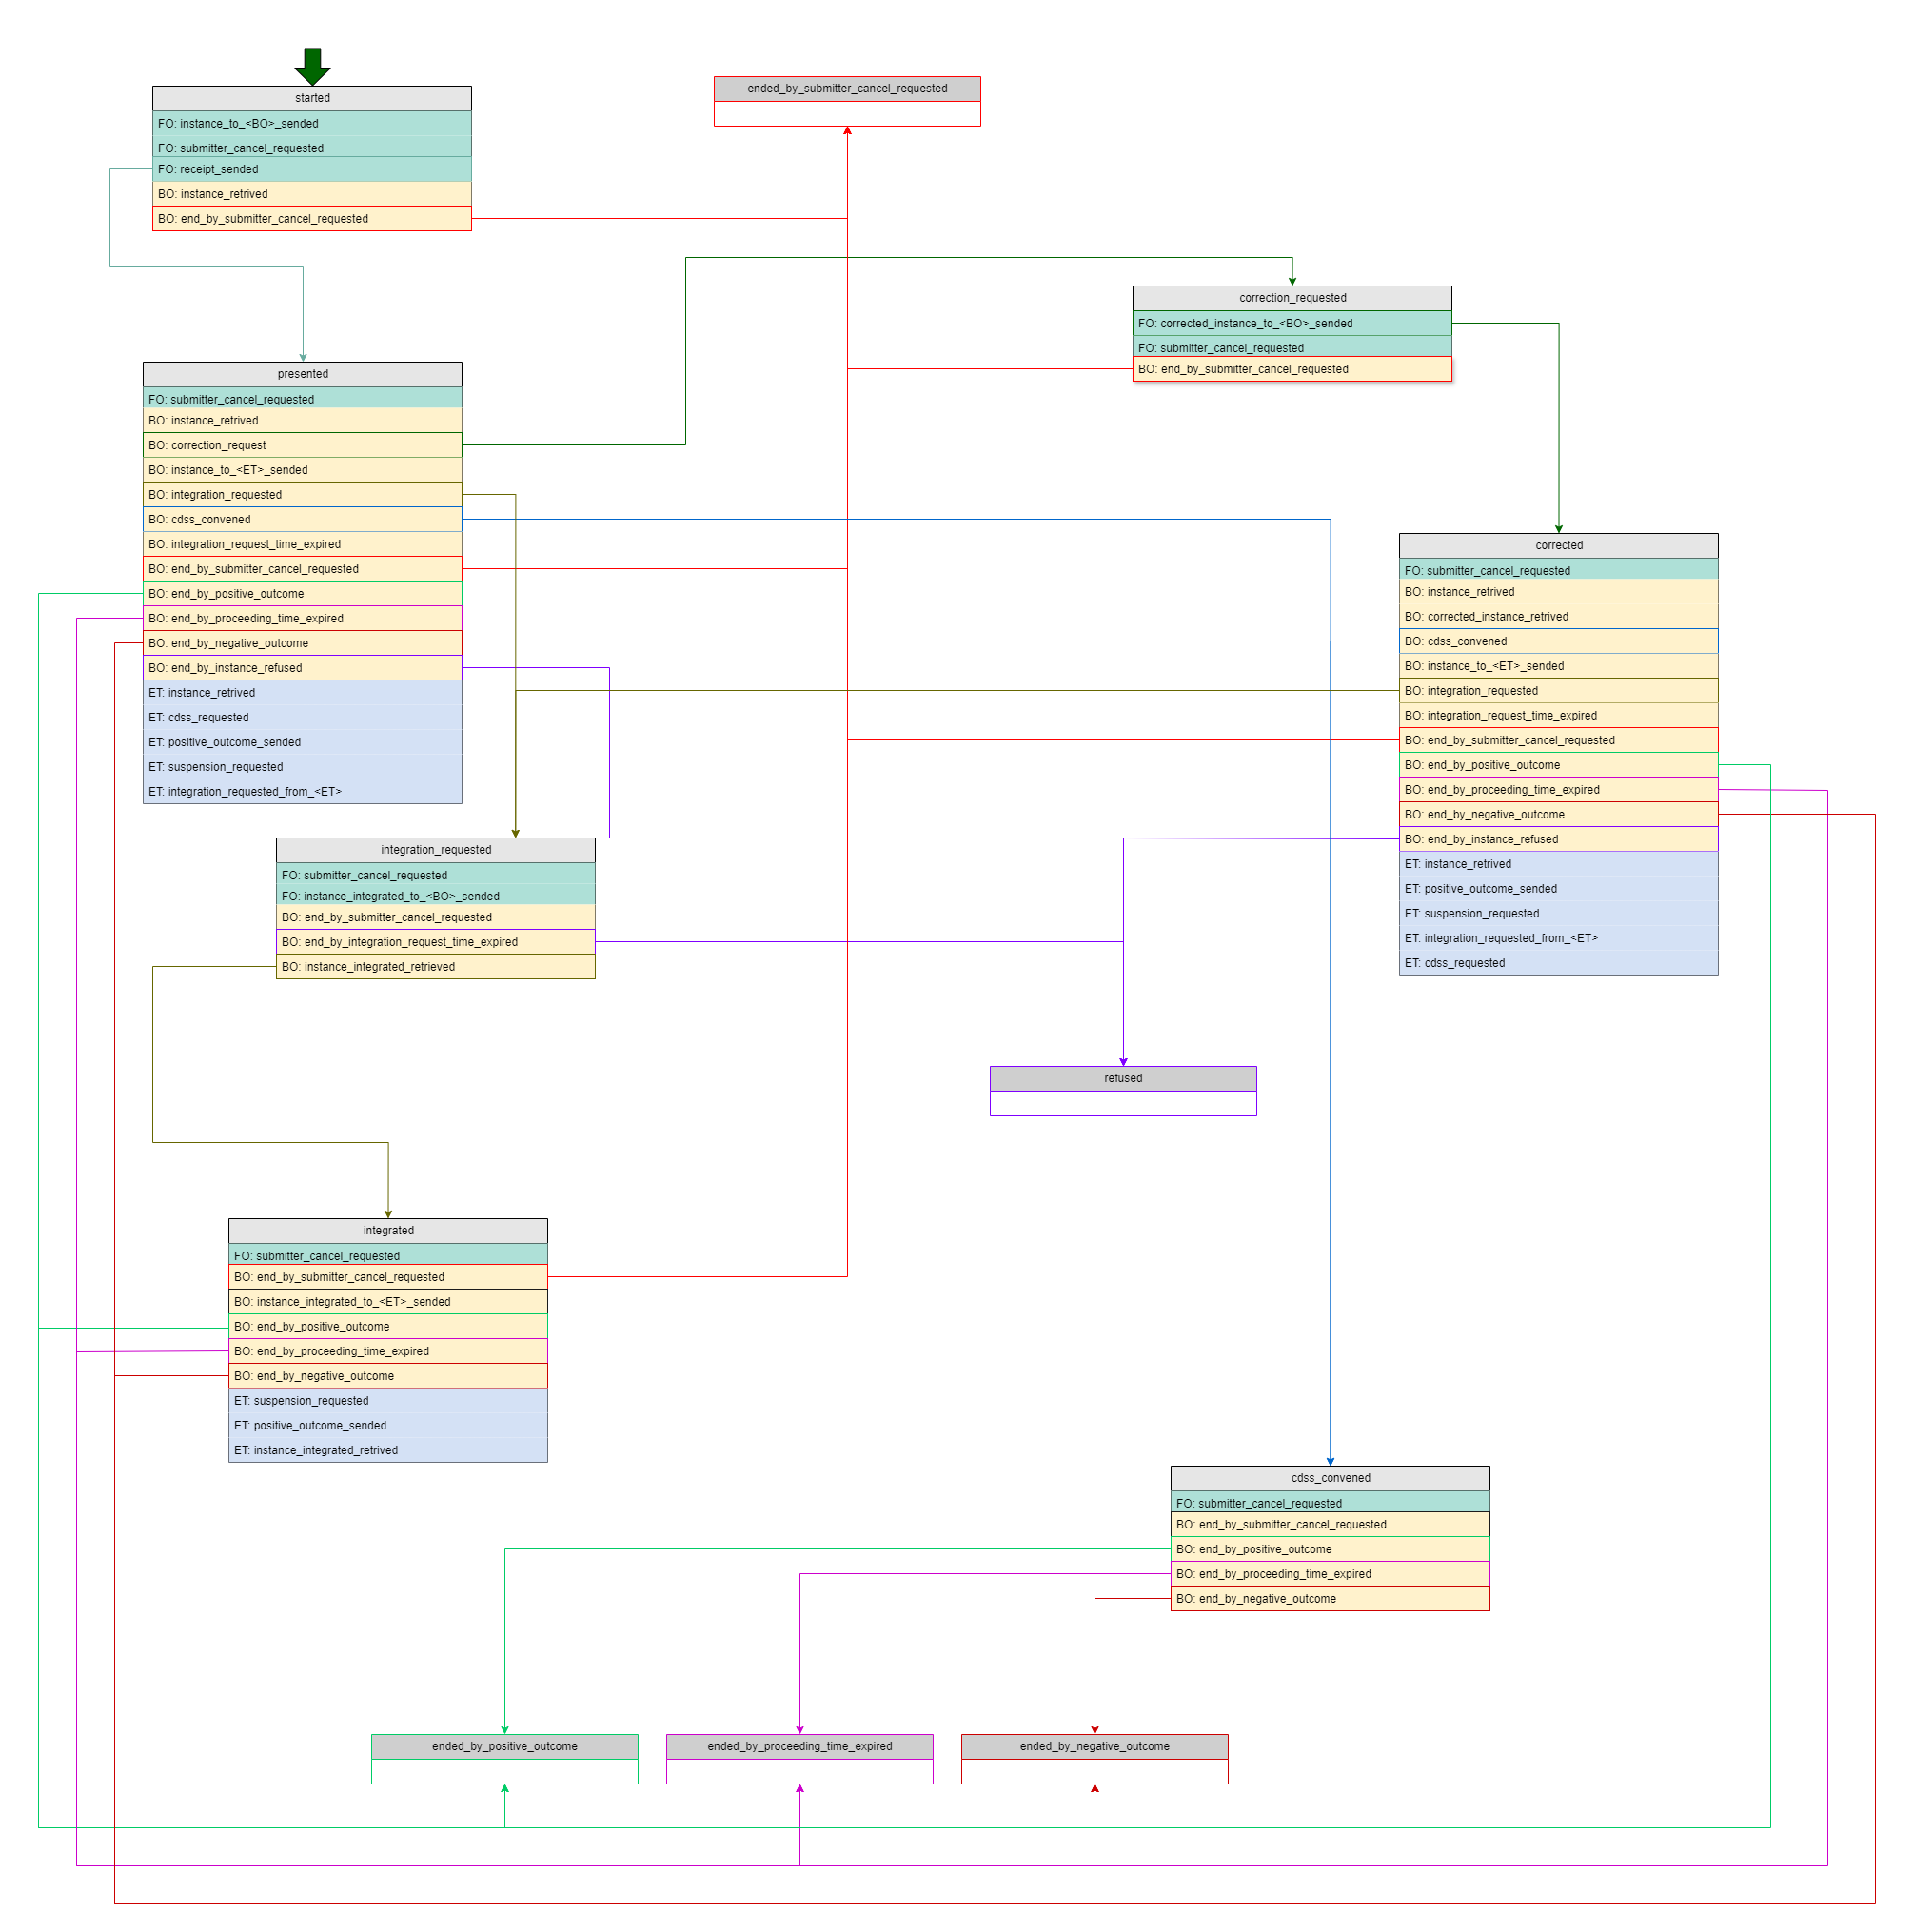 started
FO: instance_to_<BO>_sended
FO: submitter_cancel_requested
FO: receipt_sended
BO: instance_retrived
BO: end_by_submitter_cancel_requested
ended_by_submitter_cancel_requested
correction_requested
FO: corrected_instance_to_<BO>_sended
FO: submitter_cancel_requested
BO: end_by_submitter_cancel_requested
presented
FO: submitter_cancel_requested
BO: instance_retrived
BO: correction_request
BO: instance_to_<ET>_sended
BO: integration_requested
BO: cdss_convened
BO: integration_request_time_expired
BO: end_by_submitter_cancel_requested
BO: end_by_positive_outcome
BO: end_by_proceeding_time_expired
BO: end_by_negative_outcome
BO: end_by_instance_refused
ET: instance_retrived
ET: cdss_requested
ET: positive_outcome_sended
ET: suspension_requested
ET: integration_requested_from_<ET>
corrected
FO: submitter_cancel_requested
BO: instance_retrived
BO: corrected_instance_retrived
BO: cdss_convened
BO: instance_to_<ET>_sended
BO: integration_requested
BO: integration_request_time_expired
BO: end_by_submitter_cancel_requested
BO: end_by_positive_outcome
BO: end_by_proceeding_time_expired
BO: end_by_negative_outcome
BO: end_by_instance_refused
ET: instance_retrived
ET: positive_outcome_sended
ET: suspension_requested
ET: integration_requested_from_<ET>
ET: cdss_requested
integration_requested
FO: submitter_cancel_requested
FO: instance_integrated_to_<BO>_sended
BO: end_by_submitter_cancel_requested
BO: end_by_integration_request_time_expired
BO: instance_integrated_retrieved
refused
integrated
FO: submitter_cancel_requested
BO: end_by_submitter_cancel_requested
BO: instance_integrated_to_<ET>_sended
BO: end_by_positive_outcome
BO: end_by_proceeding_time_expired
BO: end_by_negative_outcome
ET: suspension_requested
ET: positive_outcome_sended
ET: instance_integrated_retrived
cdss_convened
FO: submitter_cancel_requested
BO: end_by_submitter_cancel_requested
BO: end_by_positive_outcome
BO: end_by_proceeding_time_expired
BO: end_by_negative_outcome
ended_by_positive_outcome
ended_by_proceeding_time_expired
ended_by_negative_outcome